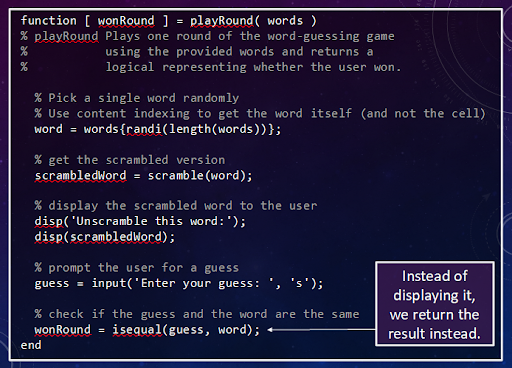 function [ wonRound ] = playRound( words )
% playRound Plays one round of the word-guessing game
%           using the provided words and returns a
%           logical representing whether the user won.
% Pick a single word randomly
% Use content indexing to get the word itself (and not the cell)
word = words{randi(length(words))};
% get the scrambled version
scrambledWord = scramble(word);
% display the scrambled word to the user
disp('Unscramble this word:');
disp(scrambledWord);
% prompt the user for a guess
guess = input('Enter your guess: ', 's');
% check if the guess and the word are the same
wonRound = isequal(guess, word);
end
Instead of
displaying it,
we return the
result instead.